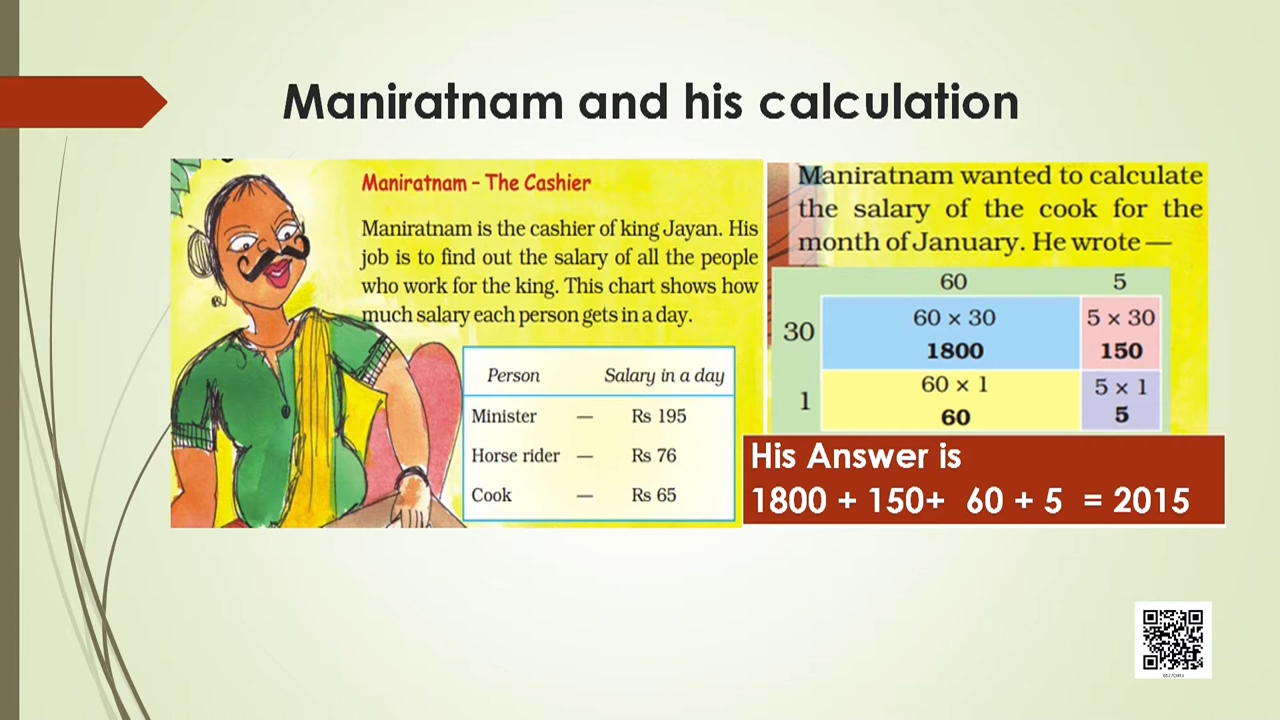 Maniratnam and his calculation
Maniratnam – The Cashier
Maniratnam is the cashier of king Jayan. His
job is to find out the salary of all the people
who work for the king. This chart shows how
much salary each person gets in a day.
Person Salary in a day
Minister — Rs 195
Horse rider — Rs 76
Cook — Rs 65
Maniratnam wanted to calculate
the salary of the cook for the
month of January. He wrote —
60 5
30 60 × 30 5 × 30
1800 150
1 60 × 1 5 × 1
60 5
His Answer is
1800 + 150+ 60 + 5 = 2015